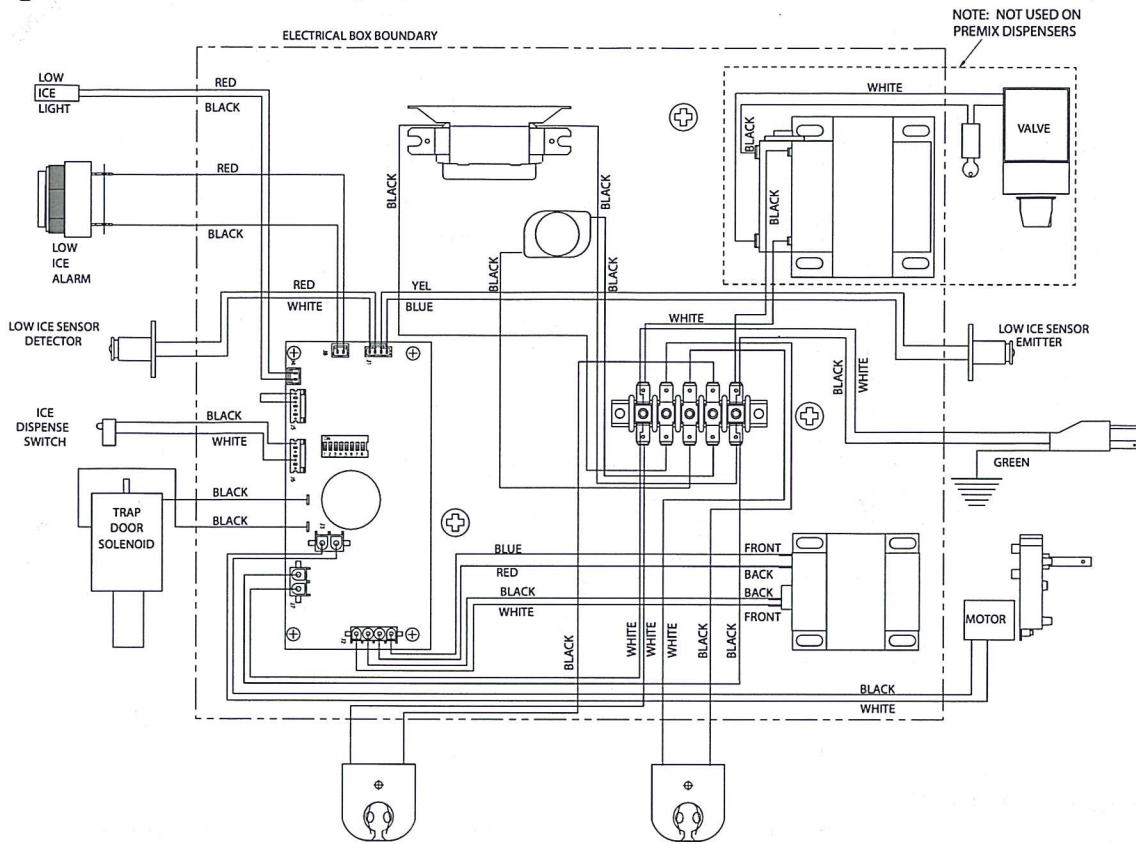 NOTE: NOT USED ON
PREMIX DISPENSERS
ELECTRICAL BOX BOUNDARY
LOW
ICE
LIGHT
RED
BLACK
WHITE
VALVE
BLACK
BLACK
RED
BLACK
LOW
ICE
ALARM
BLACK
BLACK
BLACK
BLACK
RED
WHITE
YEL
BLUE
WHITE
LOW ICE SENSOR
DETECTOR
LOW ICE SENSOR
EMITTER
BLACK
WHITE
ICE
DISPENSE
SWITCH
BLACK
WHITE
GREEN
BLACK
BLACK
TRAP
DOOR
SOLENOID
BLUE
RED
BLACK
WHITE
FRONT
BACK
BACK
FRONT
MOTOR
BLACK
WHITE
WHITE
WHITE
BLACK
BLACK
BLACK
WHITE